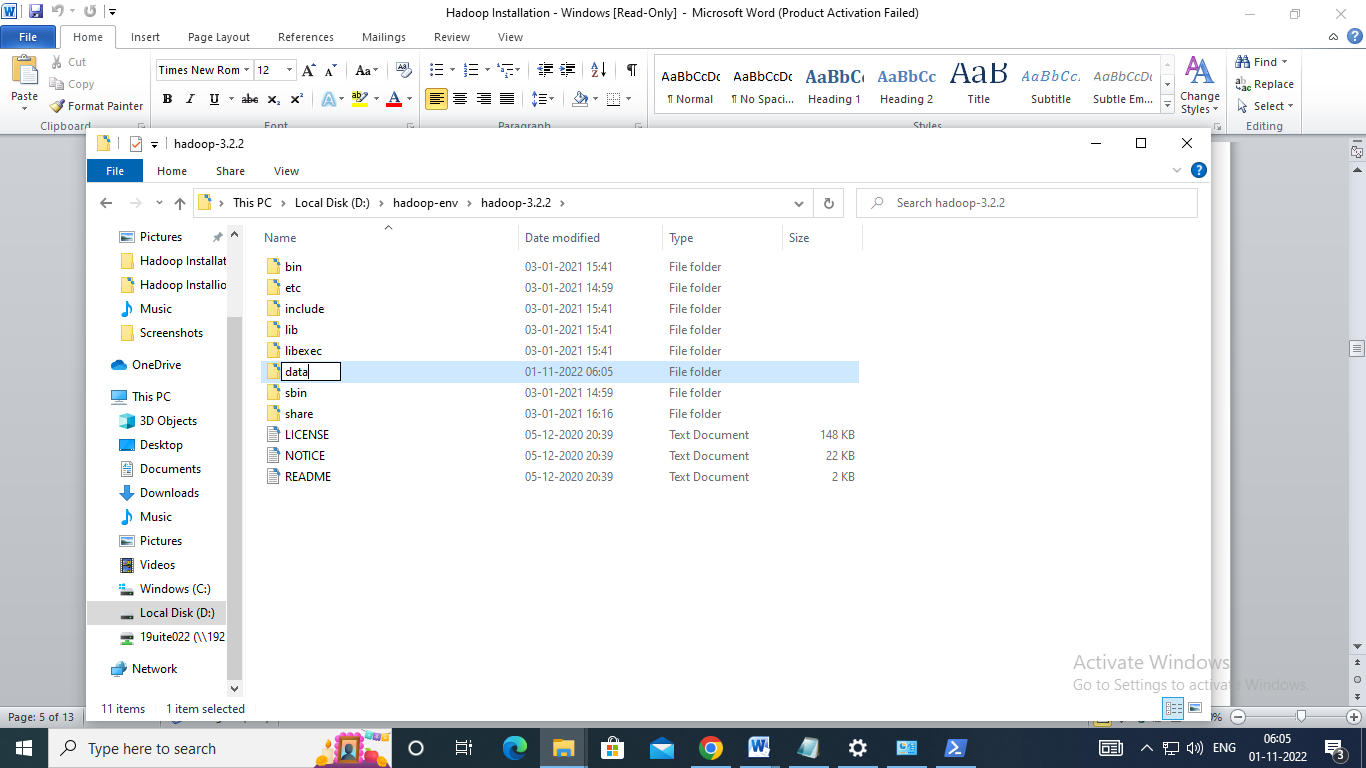 Hadoop Installation - Windows [Read-Only] - Microsoft Word (Product Activation Failed)
File Home Insert Page Layout References Mailings Review View
Paste
Cut
Copy
Format Painter
Clipboard
Times New Rom 12
Font
Paragraph
AaBbCcDc AaBbCcDc AaBbCc AaBbCc AaB AaBbCc. AaBbCcDc
¶ Normal ¶ No Spaci... Heading 1 Heading 2 Title Subtitle Subtle Em...
Change
Styles
Styles
Find
Replace
Select
Editing
hadoop-3.2.2
File Home Share View
This PC > Local Disk (D:) > hadoop-env > hadoop-3.2.2 >
Search hadoop-3.2.2
Pictures
Hadoop Installat
Hadoop Installio
Music
Screenshots
OneDrive
This PC
3D Objects
Desktop
Documents
Downloads
Music
Pictures
Videos
Windows (C:)
Local Disk (D:)
19uite022 (\\192
Network
Name Date modified Type Size
bin 03-01-2021 15:41 File folder
etc 03-01-2021 14:59 File folder
include 03-01-2021 15:41 File folder
lib 03-01-2021 15:41 File folder
libexec 03-01-2021 15:41 File folder
data 01-11-2022 06:05 File folder
sbin 03-01-2021 14:59 File folder
share 03-01-2021 16:16 File folder
LICENSE 05-12-2020 20:39 Text Document 148 KB
NOTICE 05-12-2020 20:39 Text Document 22 KB
README 05-12-2020 20:39 Text Document 2 KB
Activate Windows
Go to Settings to activate Windows.
11 items 1 item selected
Page: 5 of 13
Type here to search
ENG
06:05
01-11-2022
3